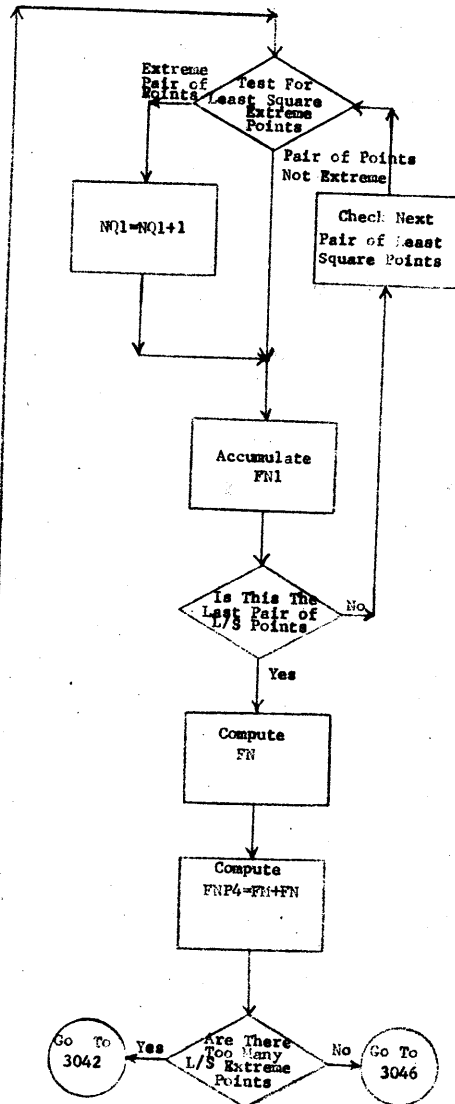 Extreme
Pair of
Points
Test For
Least Square
Extreme
Points
Pair of Points
Not Extreme
NQ1=NQ1+1
Check Next
Pair of Least
Square Points
Accumulate
FN1
Is This The
Last Pair of
L/S Points
No
Yes
Compute
FN
Compute
FNP4=FM+FN
Are There
Too Many
L/S Extreme
Points
Yes
No
Go To
3042
Go To
3046